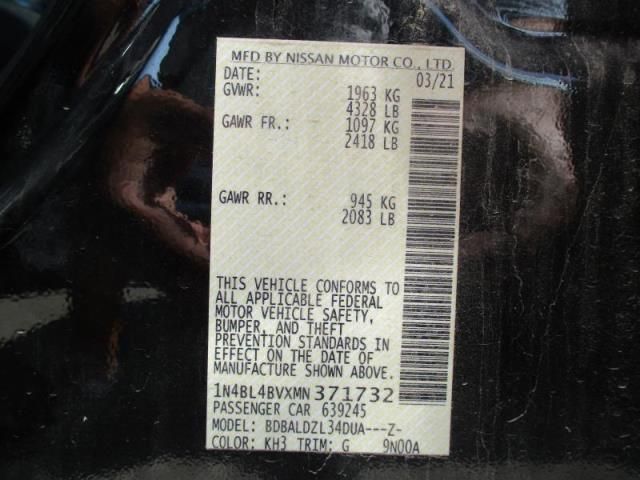 MFD BY NISSAN MOTOR CO., LTD
DATE: 03/21
GVWR: 1963 KG
4328 LB
GAWR FR.: 1097 KG
2418 LB
GAWR RR.: 945 KG
2083 LB
THIS VEHICLE CONFORMS TO
ALL APPLICABLE FEDERAL
MOTOR VEHICLE SAFETY,
BUMPER, AND THEFT
PREVENTION STANDARDS IN
EFFECT ON THE DATE OF
MANUFACTURE SHOWN ABOVE.
1N4BL4BVXMN371732
PASSENGER CAR 639245
MODEL: BDBALDZL34DUA---Z-
COLOR: KH3 TRIM: G 9N00A